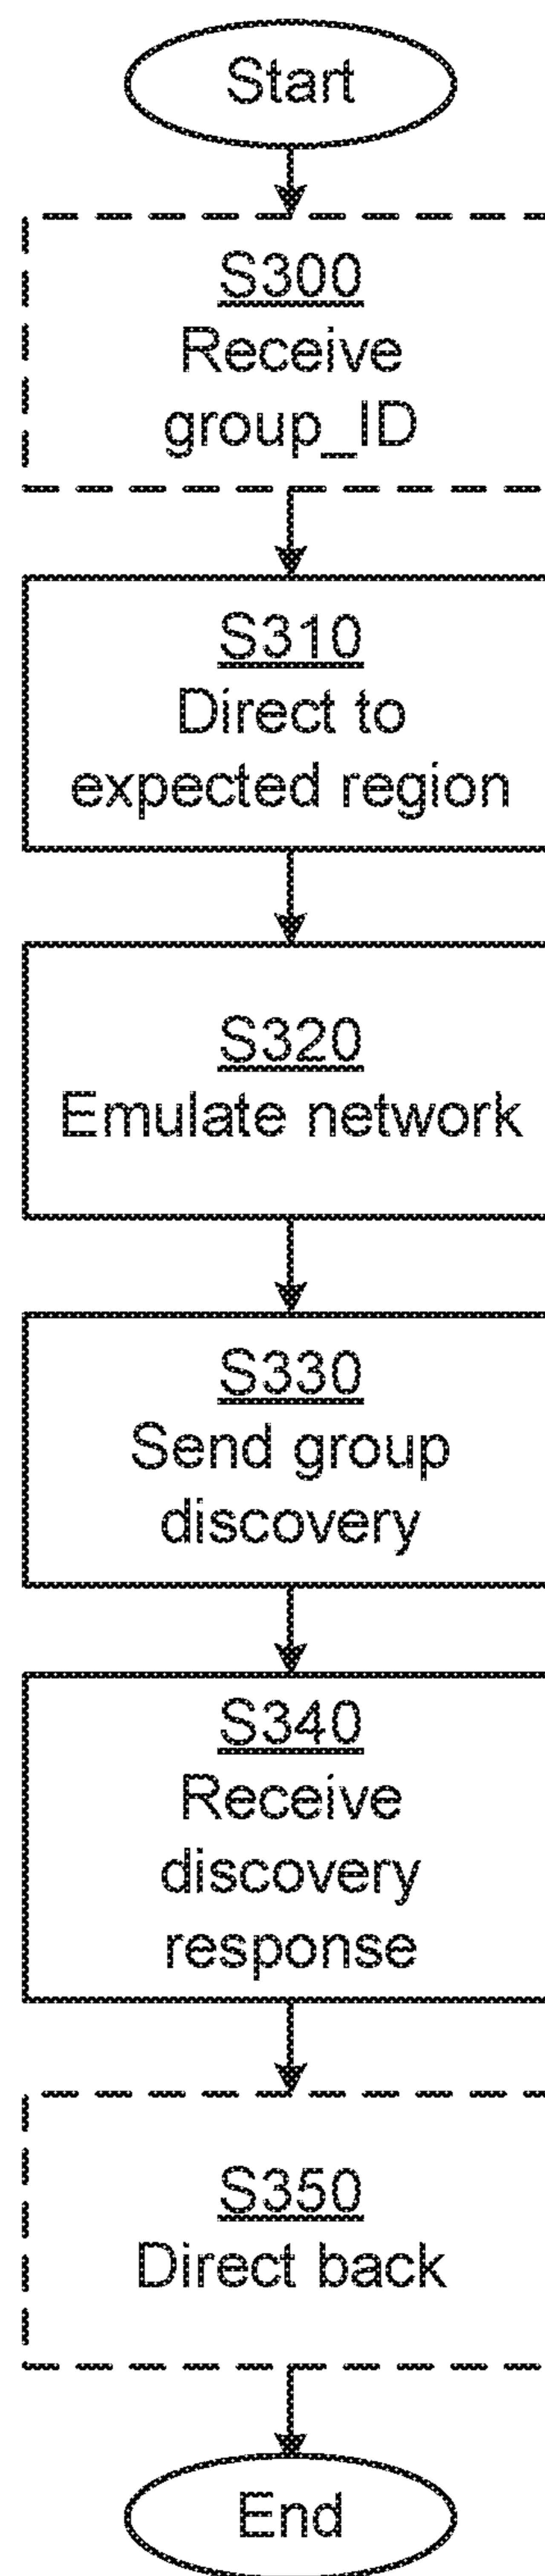 Start
S300
Receive
group_ID
S310
Direct to
expected region
S320
Emulate network
S330
Send group
discovery
S340
Receive
discovery
response
S350
Direct back
End